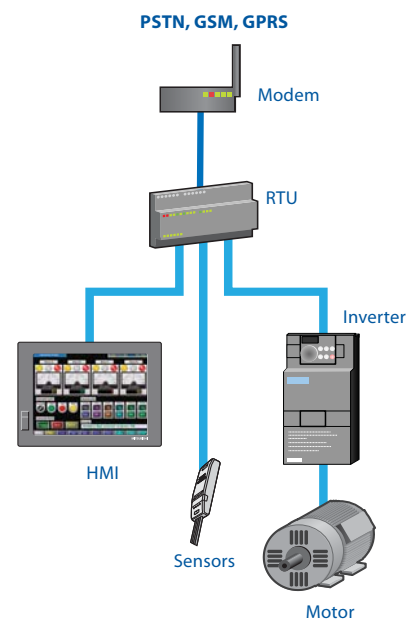 PSTN, GSM, GPRS
Modem
RTU
Inverter
HMI
Sensors
Motor